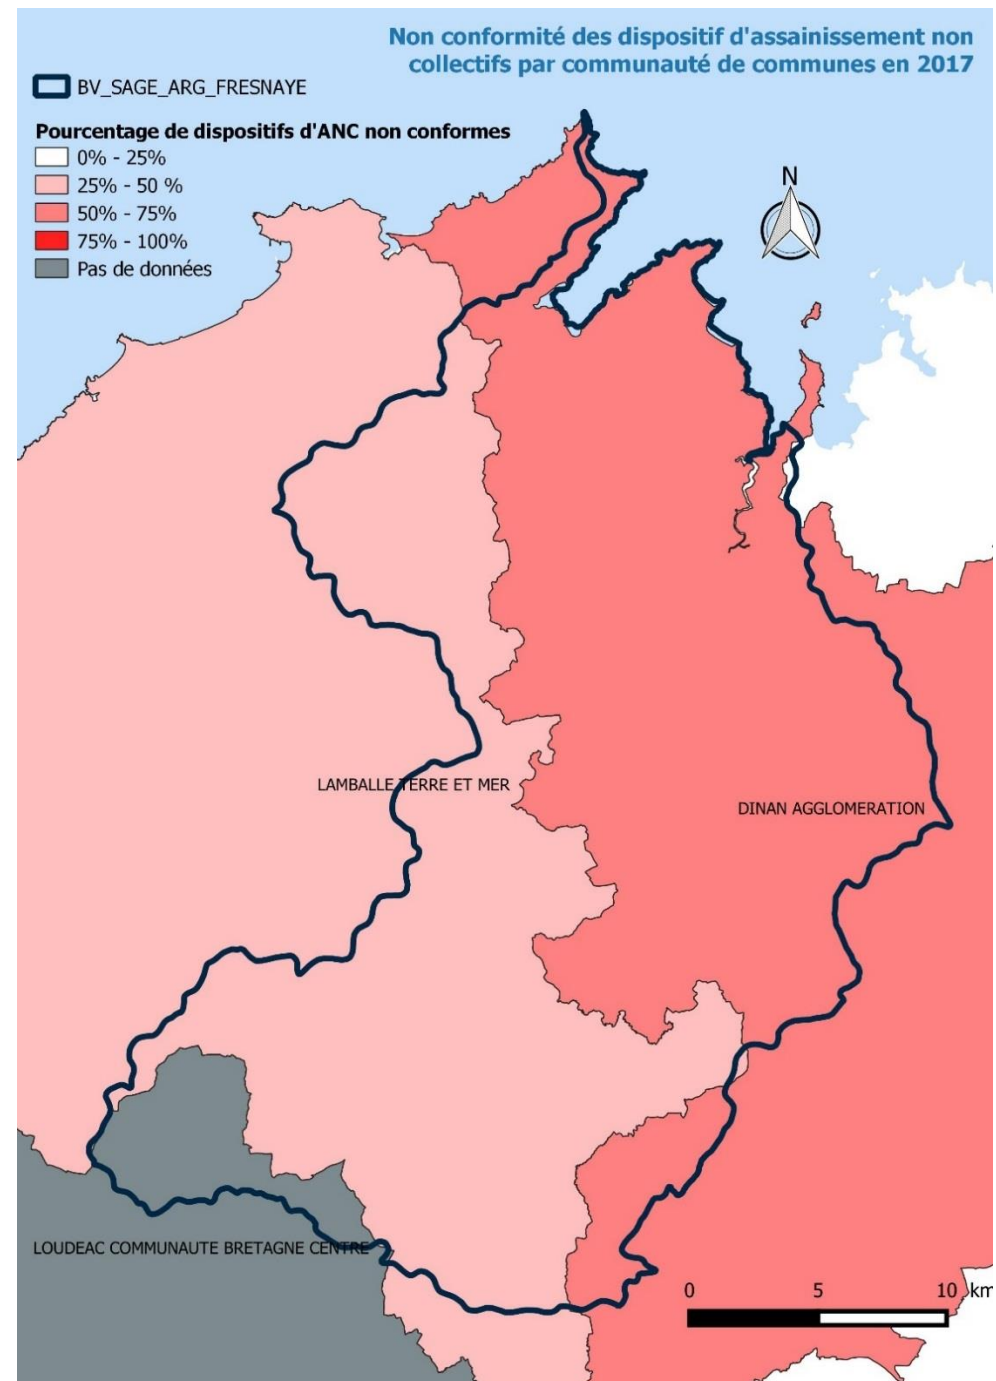 Non conformité des dispositif d'assainissement non
collectifs par communauté de communes en 2017
BV_SAGE_ARG_FRESNAYE
Pourcentage de dispositifs d'ANC non conformes
0% - 25%
25% - 50 %
50% - 75%
75% - 100%
Pas de données
N
LAMBALLE TERRE ET MER
DINAN AGGLOMERATION
LOUDEAC COMMUNAUTE BRETAGNE CENTRE
0 5 10 km